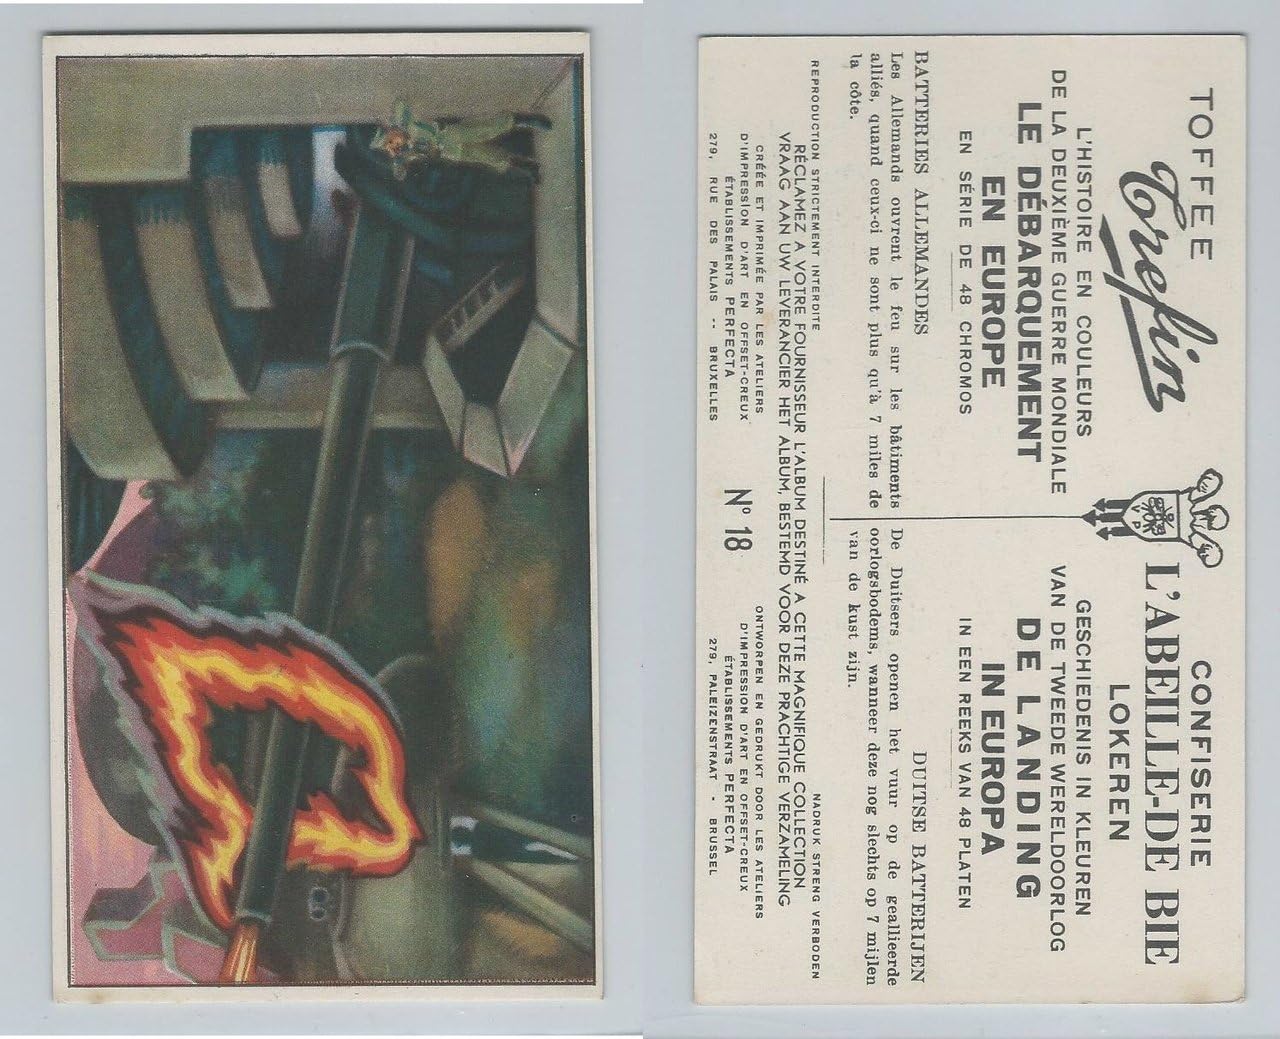 TOFFEE
Trefin
CONFISERIE
L'ABEILLE-DE BIE
LOKEREN
V P
L'HISTOIRE EN COULEURS
DE LA DEUXIÈME GUERRE MONDIALE
LE DÉBARQUEMENT
EN EUROPE
EN SÉRIE DE 48 CHROMOS
GESCHIEDENIS IN KLEUREN
VAN DE TWEEDE WERELDOORLOG
DE LANDING
IN EUROPA
IN EEN REEKS VAN 48 PLATEN
BATTERIES ALLEMANDES
Les Allemands ouvrent le feu sur les bâtiments
alliés, quand ceux-ci ne sont plus qu'à 7 miles de
la côte.
DUITSE BATTERIJEN
De Duitsers openen het vuur op de geallieerde
oorlogsbodems, wanneer deze nog slechts op 7 mijlen
van de kust zijn.
REPRODUCTION STRICTEMENT INTERDITE
NADRUK STRENG VERBODEN
RÉCLAMEZ A VOTRE FOURNISSEUR L'ALBUM DESTINÉ A CETTE MAGNIFIQUE COLLECTION
VRAAG AAN UW LEVERANCIER HET ALBUM, BESTEMD VOOR DEZE PRACHTIGE VERZAMELING
CRÉÉE ET IMPRIMÉE PAR LES ATELIERS
D'IMPRESSION D'ART EN OFFSET-CREUX
ÉTABLISSEMENTS PERFECTA
279, RUE DES PALAIS -- BRUXELLES
Nº 18
ONTWORPEN EN GEDRUKT DOOR LES ATELIERS
D'IMPRESSION D'ART EN OFFSET-CREUX
ÉTABLISSEMENTS PERFECTA
279, PALEIZENSTRAAT - BRUSSEL